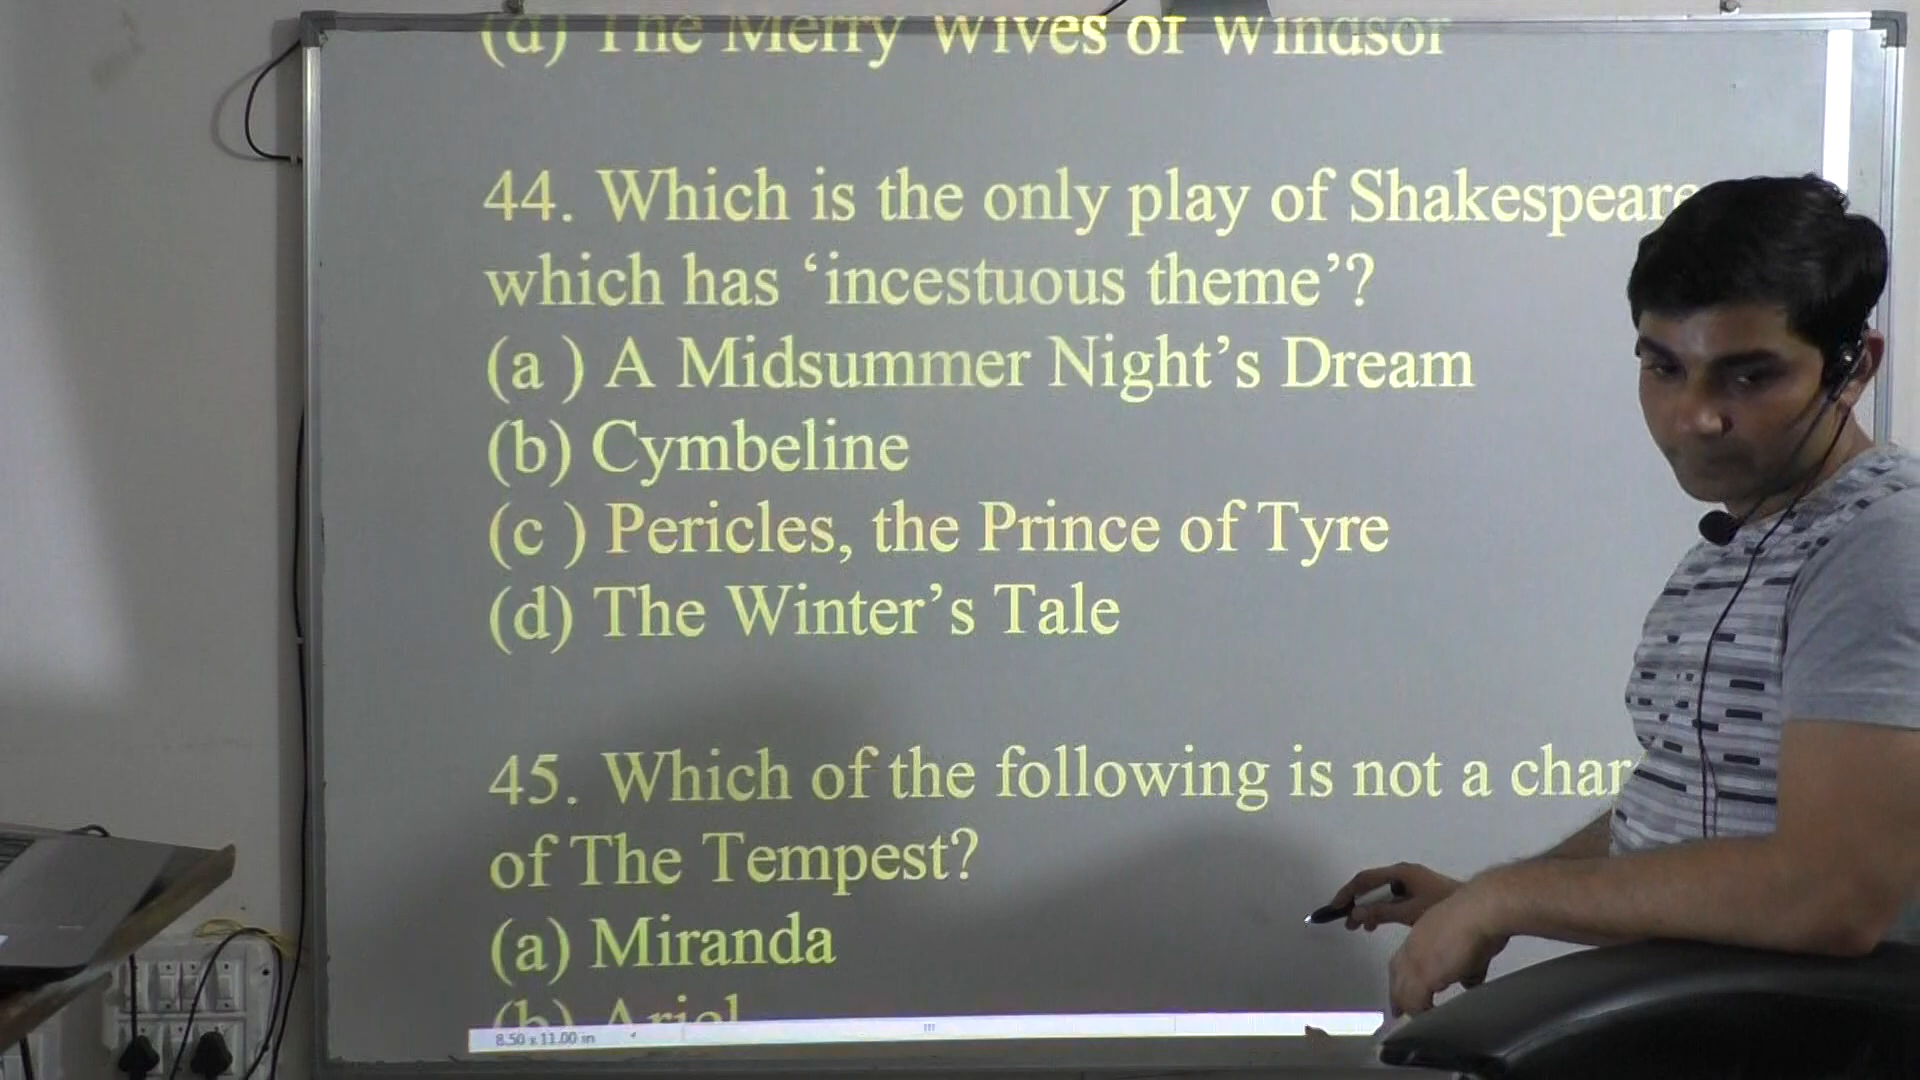 (d) The Merry Wives of Windsor
44. Which is the only play of Shakespeare
which has ‘incestuous theme’?
(a ) A Midsummer Night’s Dream
(b) Cymbeline
(c ) Pericles, the Prince of Tyre
(d) The Winter’s Tale
45. Which of the following is not a char
of The Tempest?
(a) Miranda
(b) Ariel
8.50 x 11.00 in